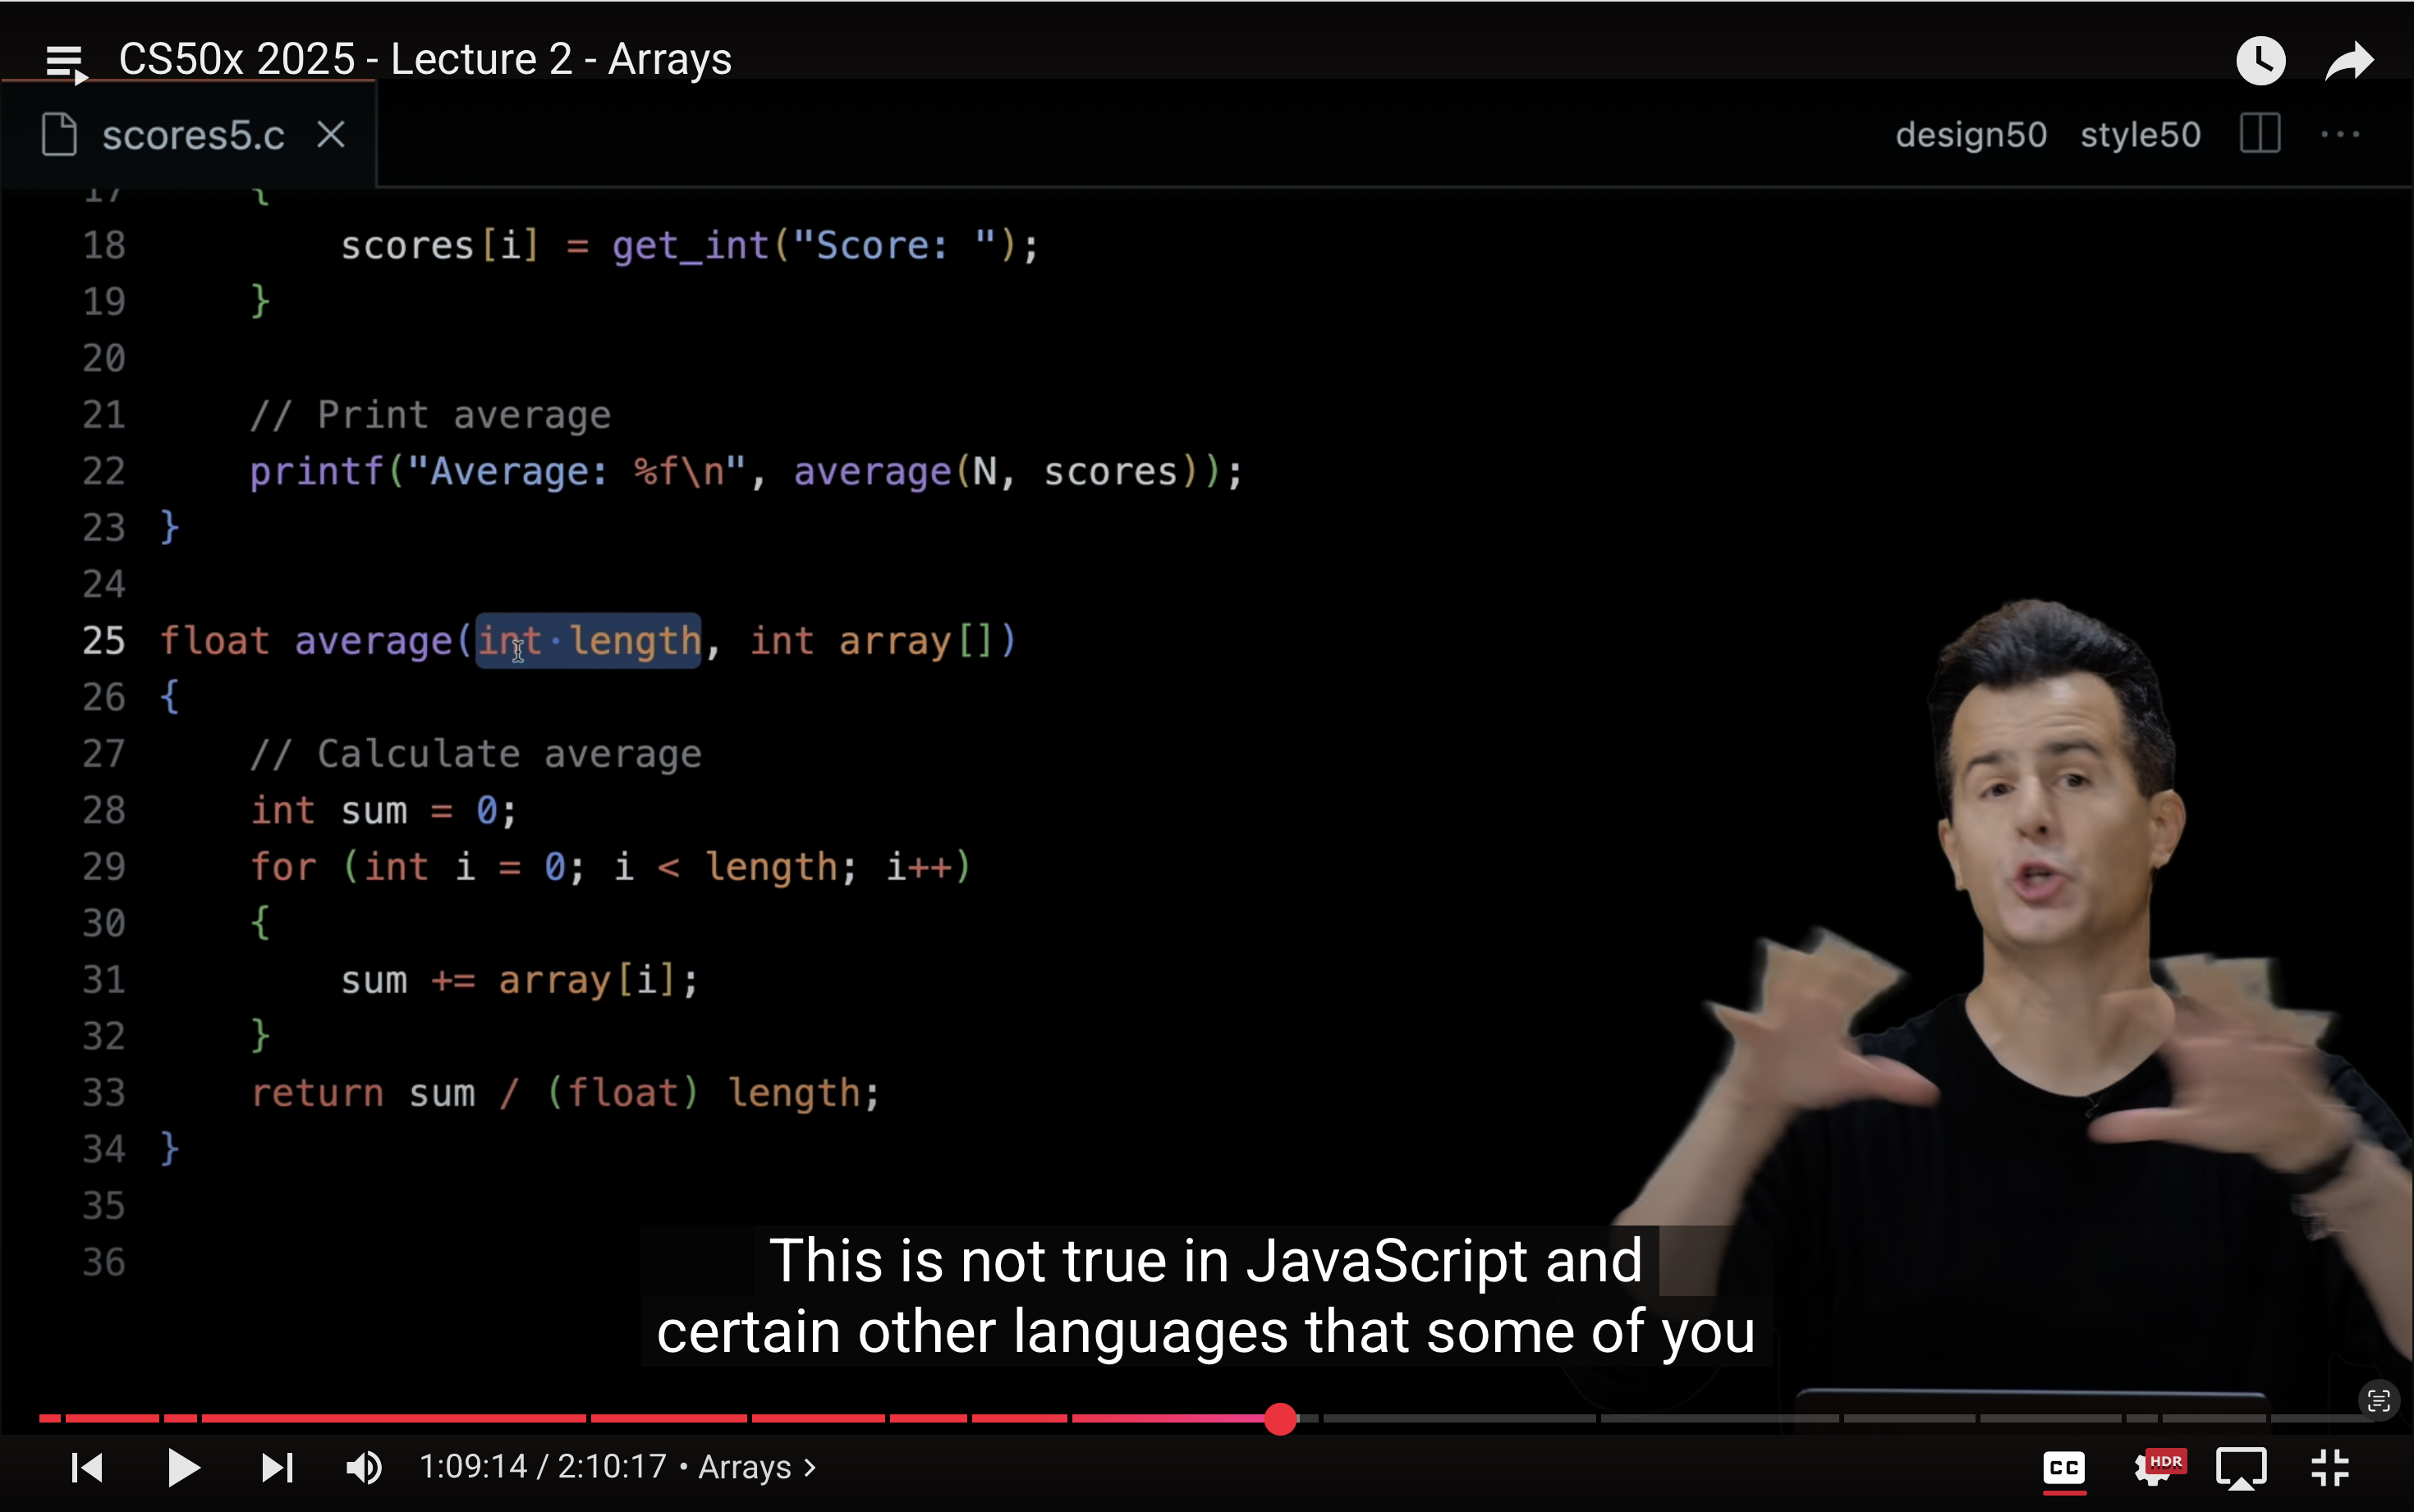 CS50x 2025 - Lecture 2 - Arrays
scores5.c
design50 style50 ...
17 {
18 scores[i] = get_int("Score: ");
19 }
20
21 // Print average
22 printf("Average: %f\n", average(N, scores));
23 }
24
25 float average(int·length, int array[])
26 {
27 // Calculate average
28 int sum = 0;
29 for (int i = 0; i < length; i++)
30 {
31 sum += array[i];
32 }
33 return sum / (float) length;
34 }
35
36
This is not true in JavaScript and
certain other languages that some of you
1:09:14 / 2:10:17 • Arrays >
CC
HDR